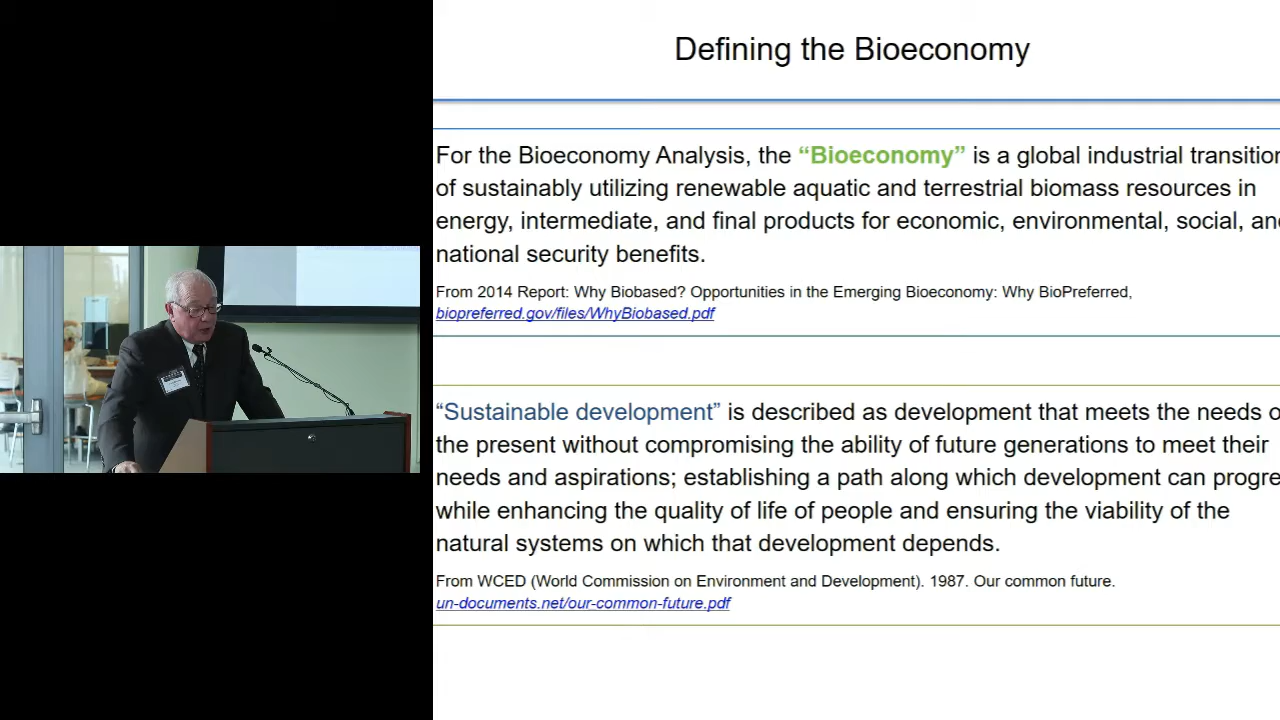 Defining the Bioeconomy
For the Bioeconomy Analysis, the “Bioeconomy” is a global industrial transition
of sustainably utilizing renewable aquatic and terrestrial biomass resources in
energy, intermediate, and final products for economic, environmental, social, an
national security benefits.
From 2014 Report: Why Biobased? Opportunities in the Emerging Bioeconomy: Why BioPreferred,
biopreferred.gov/files/WhyBiobased.pdf
“Sustainable development” is described as development that meets the needs o
the present without compromising the ability of future generations to meet their
needs and aspirations; establishing a path along which development can progre
while enhancing the quality of life of people and ensuring the viability of the
natural systems on which that development depends.
From WCED (World Commission on Environment and Development). 1987. Our common future.
un-documents.net/our-common-future.pdf